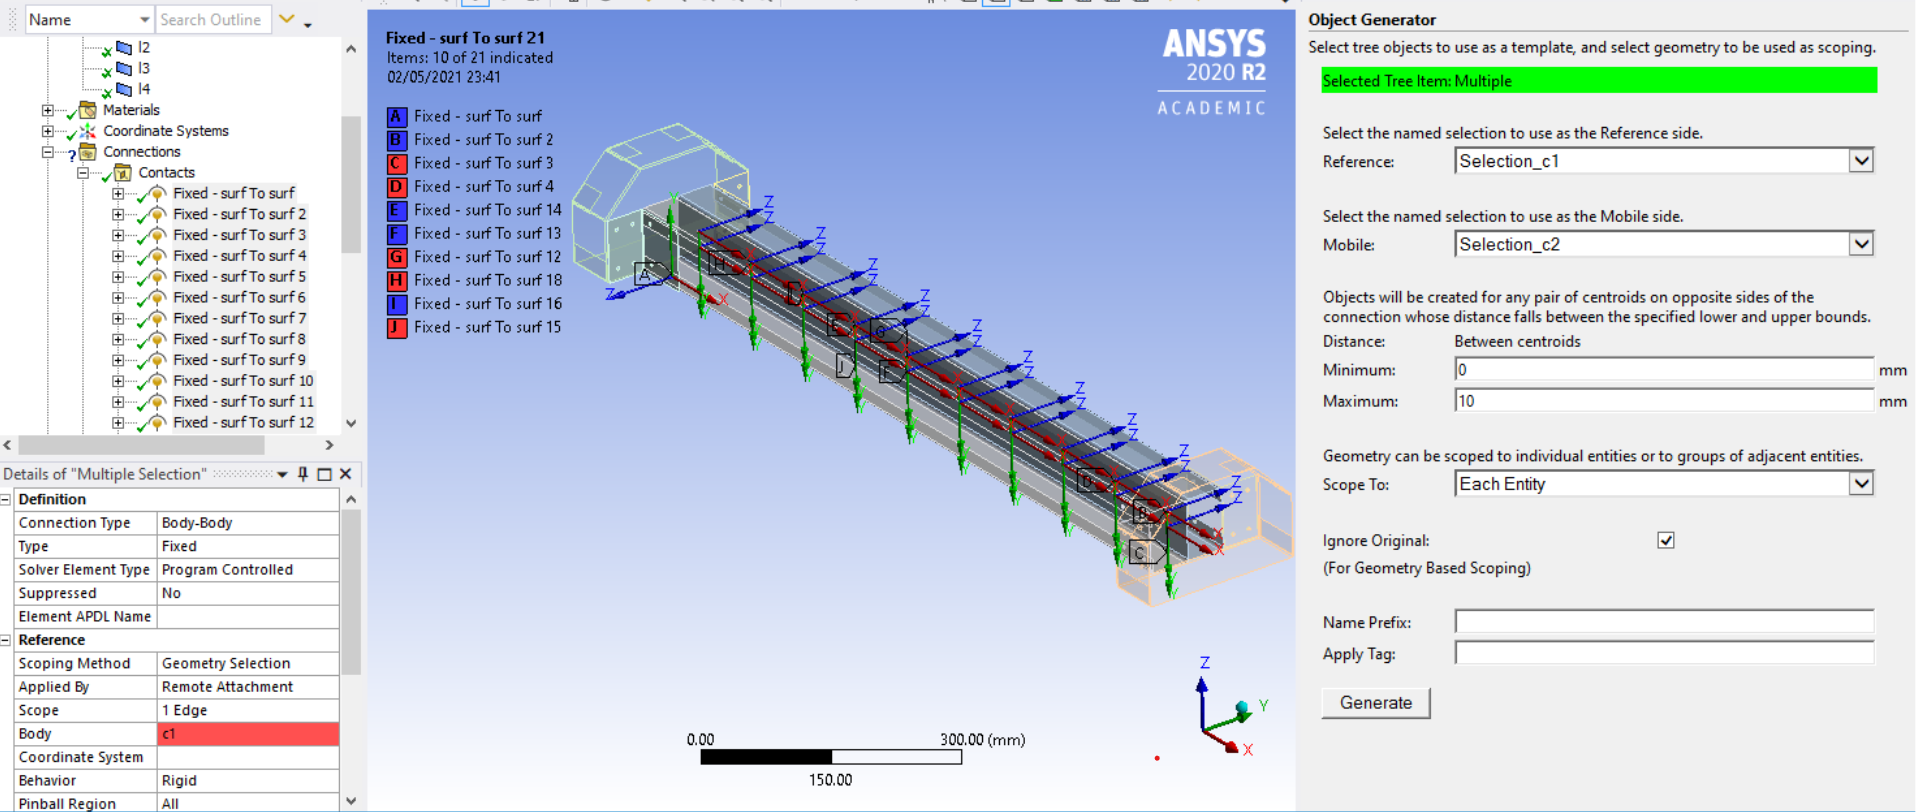 Name
Search Outline
l2
l3
l4
Materials
Coordinate Systems
Connections
Contacts
Fixed - surf To surf
Fixed - surf To surf 2
Fixed - surf To surf 3
Fixed - surf To surf 4
Fixed - surf To surf 5
Fixed - surf To surf 6
Fixed - surf To surf 7
Fixed - surf To surf 8
Fixed - surf To surf 9
Fixed - surf To surf 10
Fixed - surf To surf 11
Fixed - surf To surf 12
Details of "Multiple Selection"
Definition
Connection Type Body-Body
Type Fixed
Solver Element Type Program Controlled
Suppressed No
Element APDL Name
Reference
Scoping Method Geometry Selection
Applied By Remote Attachment
Scope 1 Edge
Body c1
Coordinate System
Behavior Rigid
Pinball Region All
Fixed - surf To surf 21
Items: 10 of 21 indicated
02/05/2021 23:41
A Fixed - surf To surf
B Fixed - surf To surf 2
C Fixed - surf To surf 3
D Fixed - surf To surf 4
E Fixed - surf To surf 14
F Fixed - surf To surf 13
G Fixed - surf To surf 12
H Fixed - surf To surf 18
I Fixed - surf To surf 16
J Fixed - surf To surf 15
ANSYS
2020 R2
ACADEMIC
0.00 300.00 (mm)
150.00
Z
Y
X
Object Generator
Select tree objects to use as a template, and select geometry to be used as scoping.
Selected Tree Item: Multiple
Select the named selection to use as the Reference side.
Reference: Selection_c1
Select the named selection to use as the Mobile side.
Mobile: Selection_c2
Objects will be created for any pair of centroids on opposite sides of the
connection whose distance falls between the specified lower and upper bounds.
Distance: Between centroids
Minimum: 0 mm
Maximum: 10 mm
Geometry can be scoped to individual entities or to groups of adjacent entities.
Scope To: Each Entity
Ignore Original:
(For Geometry Based Scoping)
Name Prefix:
Apply Tag:
Generate